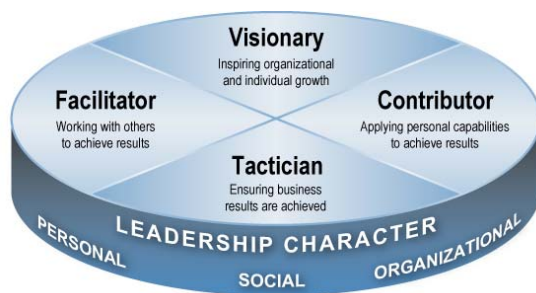 Visionary
Inspiring organizational
and individual growth
Facilitator
Working with others
to achieve results
Contributor
Applying personal capabilities
to achieve results
Tactician
Ensuring business
results are achieved
LEADERSHIP CHARACTER
PERSONAL
SOCIAL
ORGANIZATIONAL